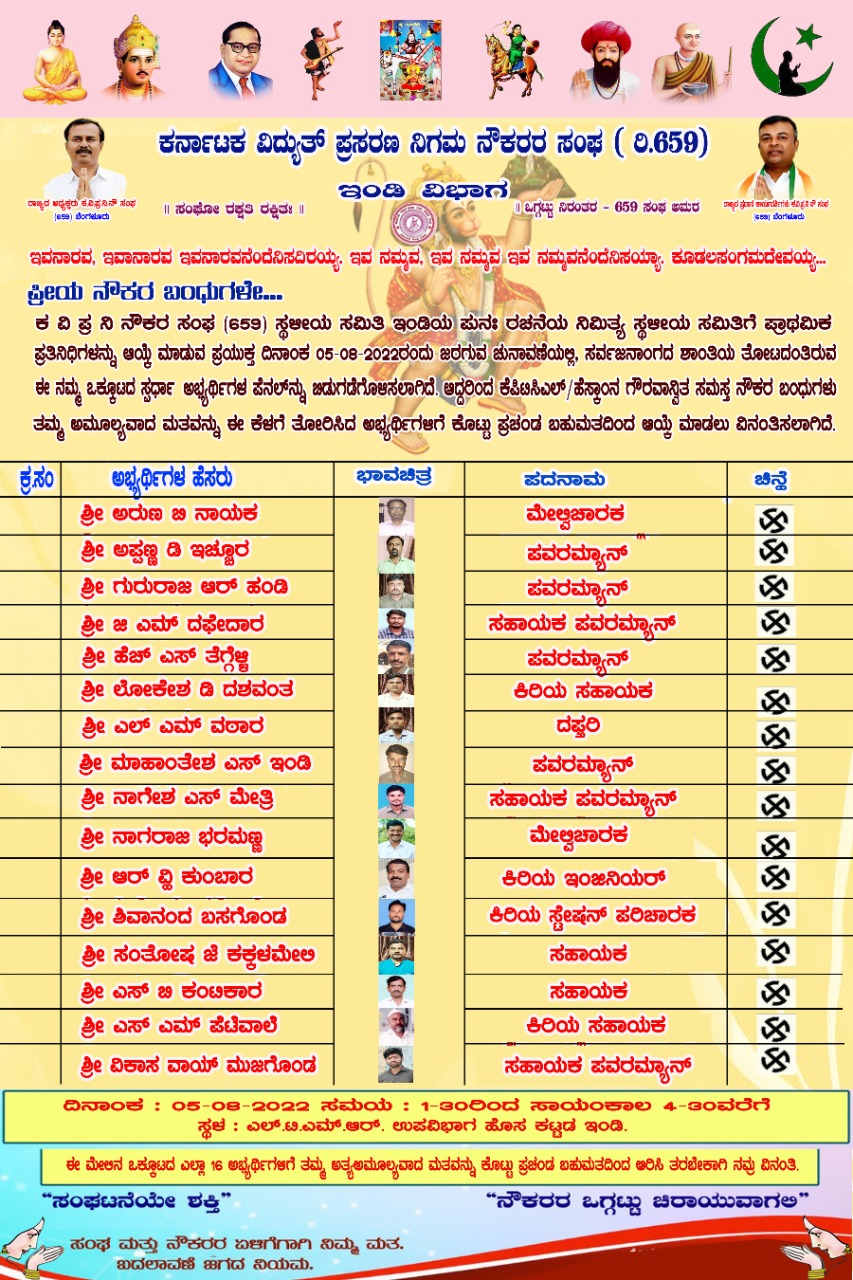 ಕರ್ನಾಟಕ ವಿದ್ಯುತ್ ಪ್ರಸರಣ ನಿಗಮ ನೌಕರರ ಸಂಘ ( ರಿ.659)
ಇಂಡಿ ವಿಭಾಗ
ರಾಜ್ಯದ ಅಧ್ಯಕ್ಷರು ಕ.ವಿ.ಪ್ರ.ನಿ.ನೌ ಸಂಘ
(659) ಬೆಂಗಳೂರು
|| ಸಂಘೋ ರಕ್ಷತಿ ರಕ್ಷಿತಃ ||
|| ಒಗ್ಗಟ್ಟು ನಿರಂತರ - 659 ಸಂಘ ಅಮರ
ರಾಜ್ಯದ ಪ್ರಧಾನ ಕಾರ್ಯದರ್ಶಿಗಳು ಕ.ವಿ.ಪ್ರ.ನಿ.ನೌ ಸಂಘ
(659) ಬೆಂಗಳೂರು
ಇವನಾರವ, ಇವಾನಾರವ ಇವನಾರವನೆಂದೆನಿಸದಿರಯ್ಯ. ಇವ ನಮ್ಮವ, ಇವ ನಮ್ಮವ ಇವ ನಮ್ಮವನೆಂದೆನಿಸಯ್ಯಾ. ಕೂಡಲಸಂಗಮದೇವಯ್ಯ...
ಪ್ರೀಯ ನೌಕರ ಬಂಧುಗಳೇ...
ಕ ವಿ ಪ್ರ ನಿ ನೌಕರ ಸಂಘ (659) ಸ್ಥಳೀಯ ಸಮಿತಿ ಇಂಡಿಯ ಪುನಃ ರಚನೆಯ ನಿಮಿತ್ಯ ಸ್ಥಳೀಯ ಸಮಿತಿಗೆ ಪ್ರಾಥಮಿಕ
ಪ್ರತಿನಿಧಿಗಳನ್ನು ಆಯ್ಕೆ ಮಾಡುವ ಪ್ರಯುಕ್ತ ದಿನಾಂಕ 05-08-2022ರಂದು ಜರಗುವ ಚುನಾವಣೆಯಲ್ಲಿ, ಸರ್ವಜನಾಂಗದ ಶಾಂತಿಯ ತೋಟದಂತಿರುವ
ಈ ನಮ್ಮ ಒಕ್ಕೂಟದ ಸ್ಪರ್ಧಾ ಅಭ್ಯರ್ಥಿಗಳ ಪೆನಲ್‌ನ್ನು ಬಿಡುಗಡೆಗೊಳಿಸಲಾಗಿದೆ. ಆದ್ದರಿಂದ ಕೆಪಿಟಿಸಿಎಲ್/ಹೆಸ್ಕಾಂನ ಗೌರವಾನ್ವಿತ ಸಮಸ್ತ ನೌಕರ ಬಂಧುಗಳು
ತಮ್ಮ ಅಮೂಲ್ಯವಾದ ಮತವನ್ನು ಈ ಕೆಳಗೆ ತೋರಿಸಿದ ಅಭ್ಯರ್ಥಿಗಳಿಗೆ ಕೊಟ್ಟು ಪ್ರಚಂಡ ಬಹುಮತದಿಂದ ಆಯ್ಕೆ ಮಾಡಲು ವಿನಂತಿಸಲಾಗಿದೆ.
ಕ್ರ.ಸಂ ಅಭ್ಯರ್ಥಿಗಳ ಹೆಸರು ಭಾವಚಿತ್ರ ಪದನಾಮ ಚಿನ್ಹೆ
ಶ್ರೀ ಅರುಣ ಬಿ ನಾಯಕ ಮೇಲ್ವಿಚಾರಕ
ಶ್ರೀ ಅಪ್ಪಣ್ಣ ಡಿ ಇಚ್ಚೂರ ಪವರಮ್ಯಾನ್
ಶ್ರೀ ಗುರುರಾಜ ಆರ್ ಹಂಡಿ ಪವರಮ್ಯಾನ್
ಶ್ರೀ ಜಿ ಎಮ್ ದಫೇದಾರ ಸಹಾಯಕ ಪವರಮ್ಯಾನ್
ಶ್ರೀ ಹೆಚ್ ಎಸ್ ತೆಗ್ಗೆಳ್ಳಿ ಪವರಮ್ಯಾನ್
ಶ್ರೀ ಲೋಕೇಶ ಡಿ ದಶವಂತ ಕಿರಿಯ ಸಹಾಯಕ
ಶ್ರೀ ಎಲ್ ಎಮ್ ವಠಾರ ದಫ್ತರಿ
ಶ್ರೀ ಮಾಹಾಂತೇಶ ಎಸ್ ಇಂಡಿ ಪವರಮ್ಯಾನ್
ಶ್ರೀ ನಾಗೇಶ ಎಸ್ ಮೇತ್ರಿ ಸಹಾಯಕ ಪವರಮ್ಯಾನ್
ಶ್ರೀ ನಾಗರಾಜ ಭರಮಣ್ಣ ಮೇಲ್ವಿಚಾರಕ
ಶ್ರೀ ಆರ್ ವ್ಹಿ ಕುಂಬಾರ ಕಿರಿಯ ಇಂಜಿನಿಯರ್
ಶ್ರೀ ಶಿವಾನಂದ ಬಸಗೊಂಡ ಕಿರಿಯ ಸ್ಟೇಷನ್ ಪರಿಚಾರಕ
ಶ್ರೀ ಸಂತೋಷ ಜೆ ಕಕ್ಕಳಮೇಲಿ ಸಹಾಯಕ
ಶ್ರೀ ಎಸ್ ಬಿ ಕಂಟಿಕಾರ ಸಹಾಯಕ
ಶ್ರೀ ಎಸ್ ಎಮ್ ಪೆಟೆವಾಲೆ ಕಿರಿಯ ಸಹಾಯಕ
ಶ್ರೀ ವಿಕಾಸ ವಾಯ್ ಮುಜಗೊಂಡ ಸಹಾಯಕ ಪವರಮ್ಯಾನ್
ದಿನಾಂಕ : 05-08-2022 ಸಮಯ : 1-30ರಿಂದ ಸಾಯಂಕಾಲ 4-30ವರೆಗೆ
ಸ್ಥಳ : ಎಲ್.ಟಿ.ಎಮ್.ಆರ್. ಉಪವಿಭಾಗ ಹೊಸ ಕಟ್ಟಡ ಇಂಡಿ.
ಈ ಮೇಲಿನ ಒಕ್ಕೂಟದ ಎಲ್ಲಾ 16 ಅಭ್ಯರ್ಥಿಗಳಿಗೆ ತಮ್ಮ ಅತ್ಯಅಮೂಲ್ಯವಾದ ಮತವನ್ನು ಕೊಟ್ಟು ಪ್ರಚಂಡ ಬಹುಮತದಿಂದ ಆರಿಸಿ ತರಬೇಕಾಗಿ ನಮ್ರ ವಿನಂತಿ.
“ಸಂಘಟನೆಯೇ ಶಕ್ತಿ” “ನೌಕರರ ಒಗ್ಗಟ್ಟು ಚಿರಾಯುವಾಗಲಿ”
ಸಂಘ ಮತ್ತು ನೌಕರರ ಏಳಿಗೆಗಾಗಿ ನಿಮ್ಮ ಮತ.
ಬದಲಾವಣೆ ಜಗದ ನಿಯಮ.